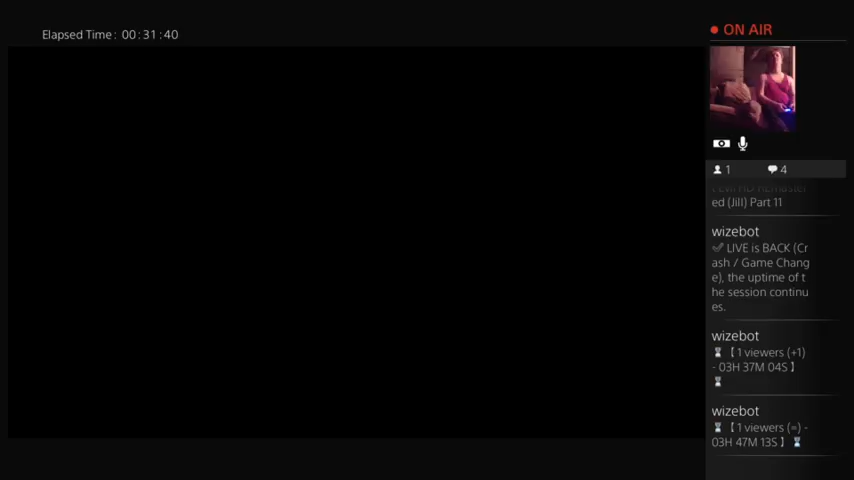 Elapsed Time: 00:31:40
ON AIR
1 4
ed (Jill) Part 11
wizebot
LIVE is BACK (Cr
ash / Game Chang
e), the uptime of t
he session continu
es.
wizebot
【1 viewers (+1)
- 03H 37M 04S】
wizebot
【1 viewers (=) -
03H 47M 13S】